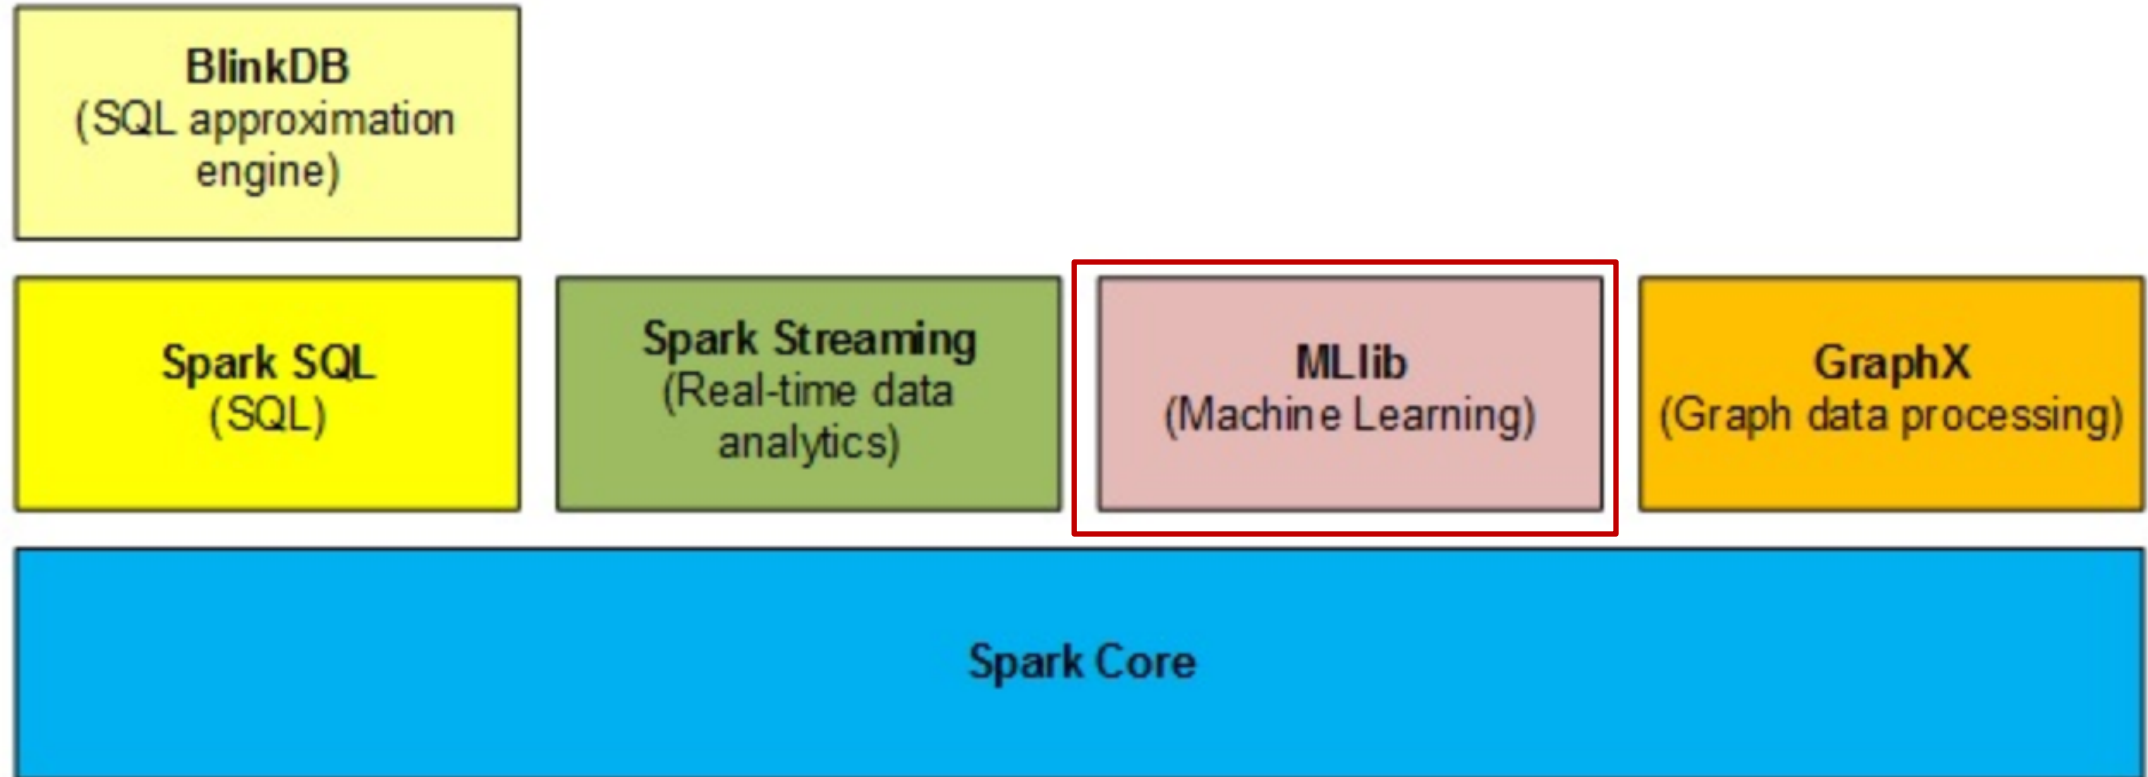 BlinkDB
(SQL approximation
engine)
Spark SQL
(SQL)
Spark Streaming
(Real-time data
analytics)
MLlib
(Machine Learning)
GraphX
(Graph data processing)
Spark Core